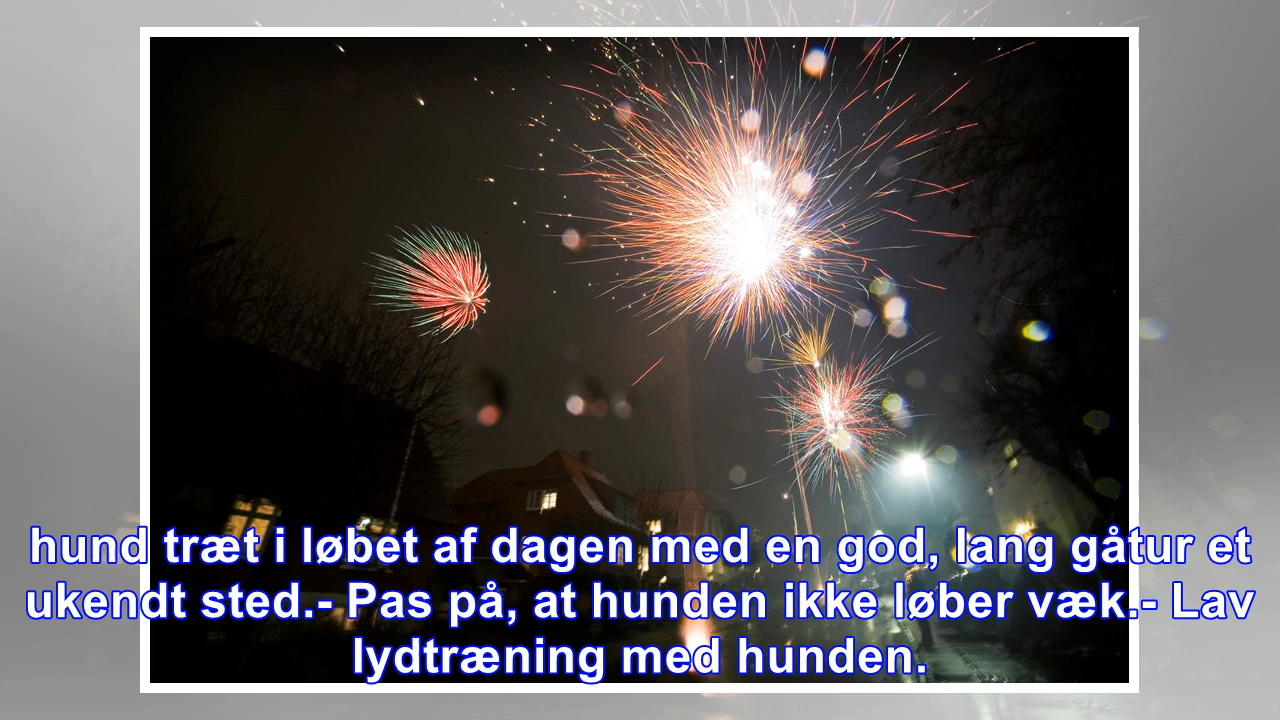 hund træt i løbet af dagen med en god, lang gåtur et
ukendt sted.- Pas på, at hunden ikke løber væk.- Lav
lydtræning med hunden.